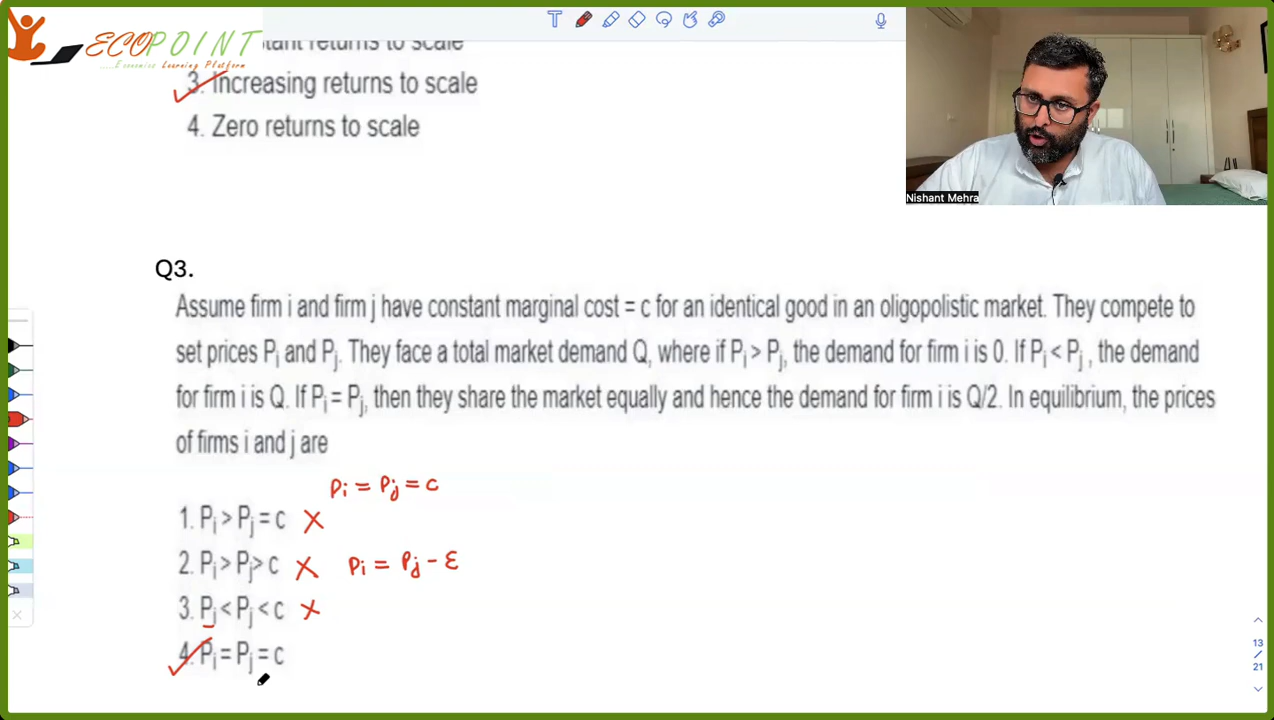 ECOPOINT
Economics Learning Platform
tant returns to scale
3. Increasing returns to scale
4. Zero returns to scale
Nishant Mehra
Q3.
Assume firm i and firm j have constant marginal cost = c for an identical good in an oligopolistic market. They compete to
set prices Pi and Pj. They face a total market demand Q, where if Pi > Pj, the demand for firm i is 0. If Pi < Pj , the demand
for firm i is Q. If Pi = Pj, then they share the market equally and hence the demand for firm i is Q/2. In equilibrium, the prices
of firms i and j are
Pi = Pj = c
1. Pi > Pj = c ×
2. Pi > Pj> c × Pi = Pj - ε
3. Pj < Pj < c ×
4. Pi = Pj = c
13
/
21